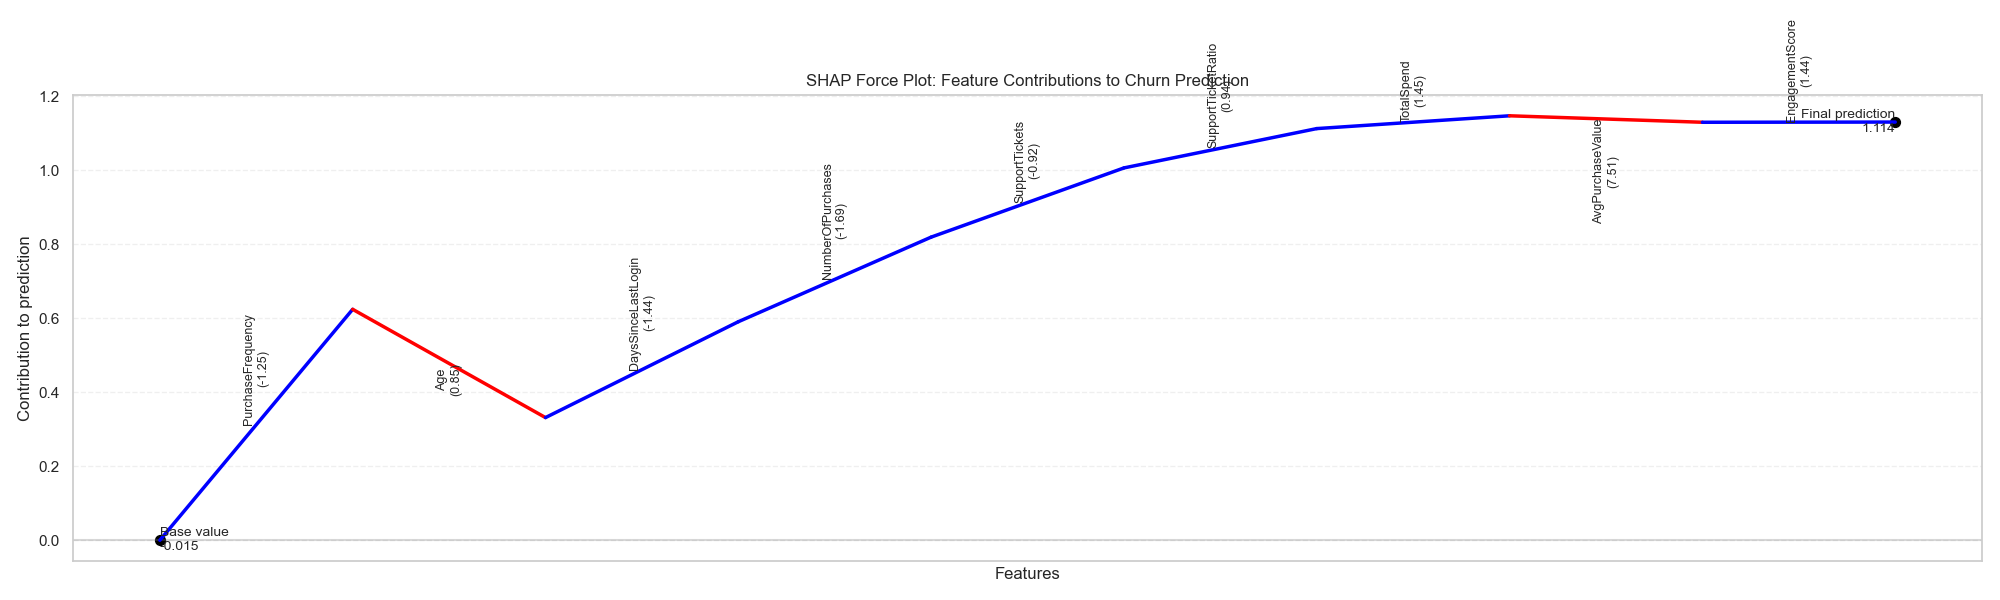 SHAP Force Plot: Feature Contributions to Churn Prediction
Contribution to prediction
1.2
1.0
0.8
0.6
0.4
0.2
0.0
Base value
-0.015
PurchaseFrequency
(-1.25)
Age
(0.85)
DaysSinceLastLogin
(-1.44)
NumberOfPurchases
(-1.69)
SupportTickets
(-0.92)
SupportTicketRatio
(0.94)
TotalSpend
(1.45)
AvgPurchaseValue
(7.51)
EngagementScore
(1.44)
Final prediction
1.114
Features